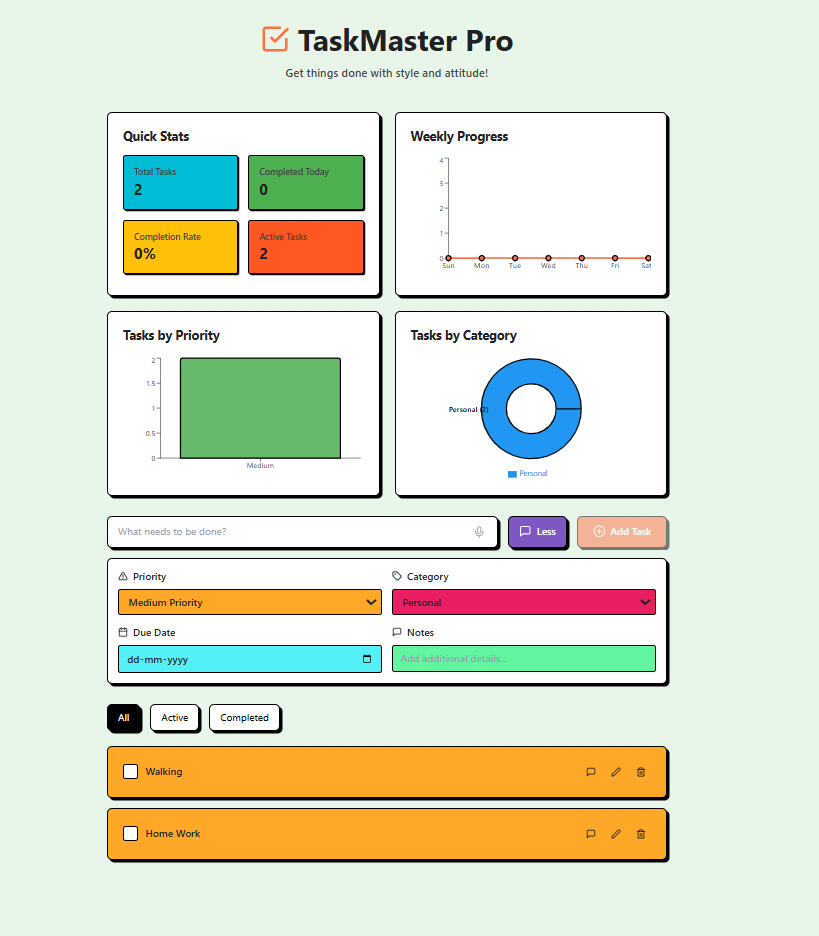 TaskMaster Pro
Get things done with style and attitude!
Quick Stats
Total Tasks
2
Completed Today
0
Completion Rate
0%
Active Tasks
2
Weekly Progress
4
3
2
1
0
Sun Mon Tue Wed Thu Fri Sat
Tasks by Priority
2
1.5
1
0.5
0
Medium
Tasks by Category
Personal (2)
Personal
What needs to be done?
Less
Add Task
Priority
Medium Priority
Category
Personal
Due Date
dd-mm-yyyy
Notes
Add additional details...
All Active Completed
Walking
Home Work